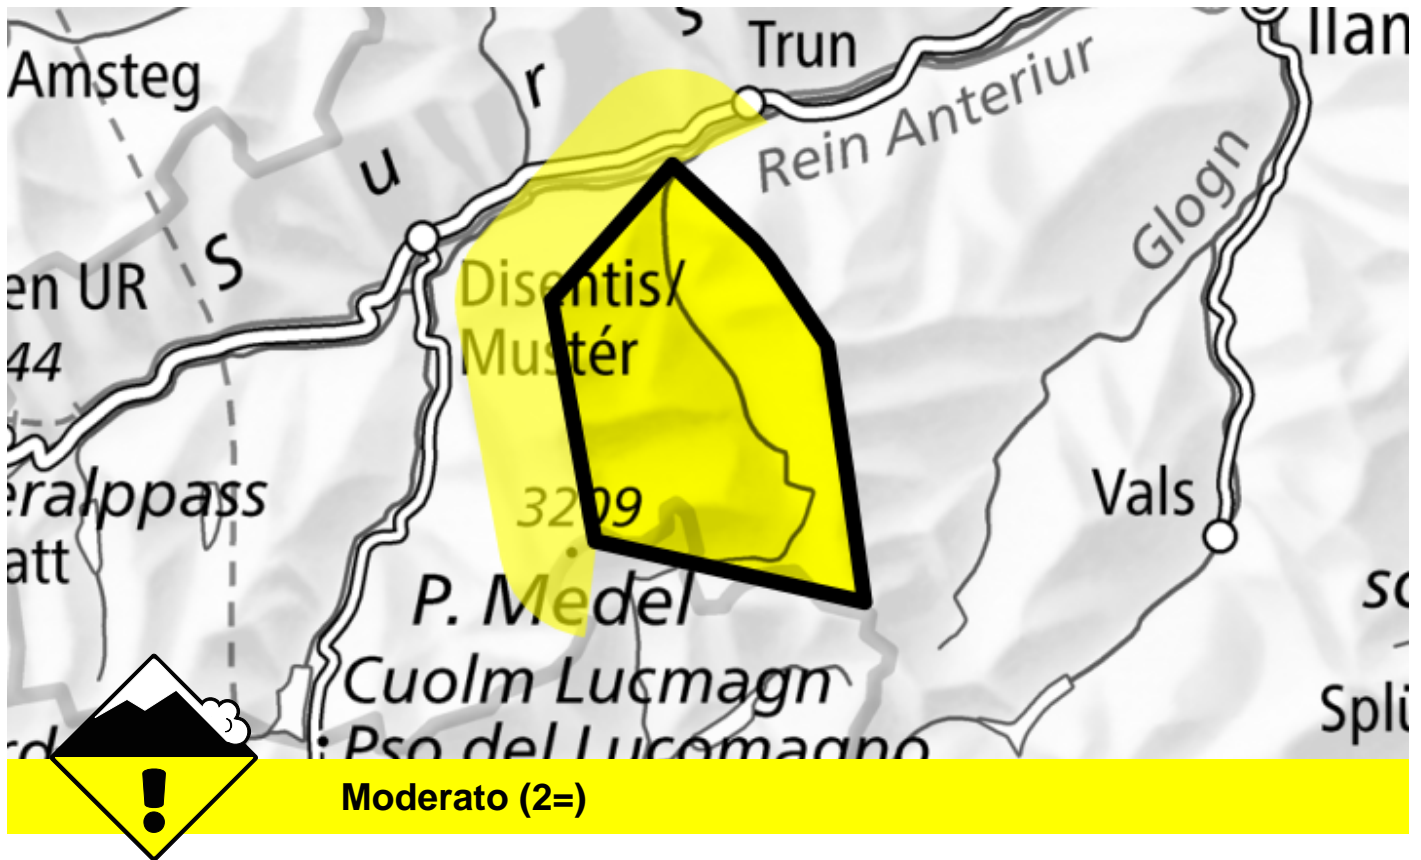 Ilan
Trun
Amsteg
s
r
Rein Anteriur
u
Glogn
S
en UR
Disentis/
44
Mustér
eralppass
3209
Vals
att
P. Medel
sc
Cuolm Lucmagn
Splü
rd
Pso del Lucomagno
!
Moderato (2=)